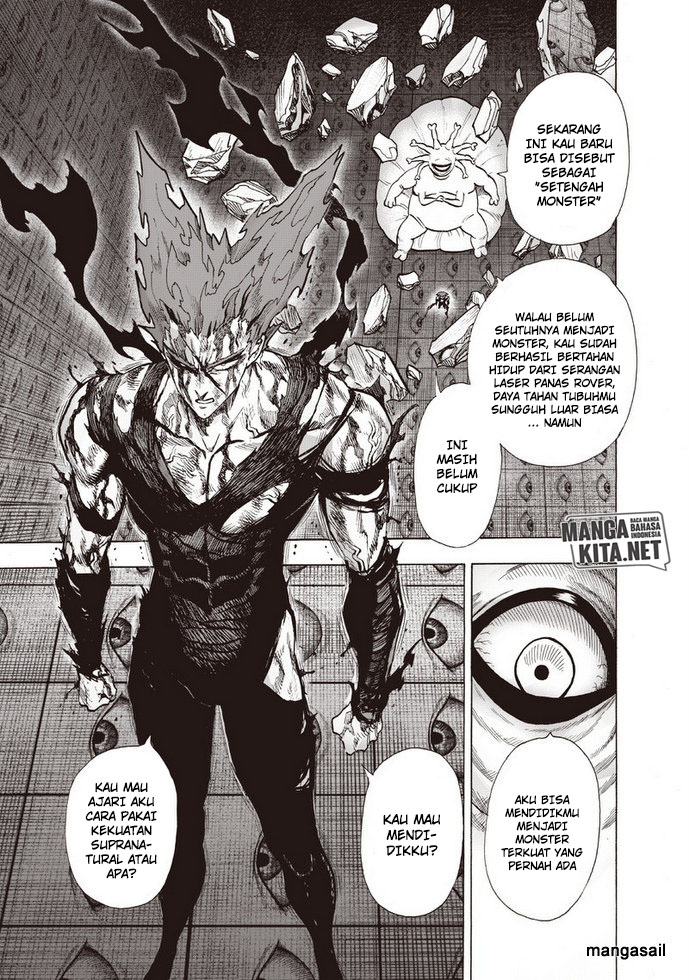 SEKARANG
INI KAU BARU
BISA DISEBUT
SEBAGAI
"SETENGAH
MONSTER"
WALAU BELUM
SEUTUHNYA MENJADI
MONSTER, KAU SUDAH
BERHASIL BERTAHAN
HIDUP DARI SERANGAN
LASER PANAS ROVER,
DAYA TAHAN TUBUHMU
SUNGGUH LUAR BIASA
... NAMUN
INI
MASIH
BELUM
CUKUP
MANGA
BACA MANGA
BAHASA
INDONESIA
KITA.NET
AKU BISA
MENDIDIKMU
MENJADI
MONSTER
TERKUAT YANG
PERNAH ADA
KAU MAU
MENDI-
DIKKU?
KAU MAU
AJARI AKU
CARA PAKAI
KEKUATAN
SUPRANA-
TURAL ATAU
APA?
mangasail